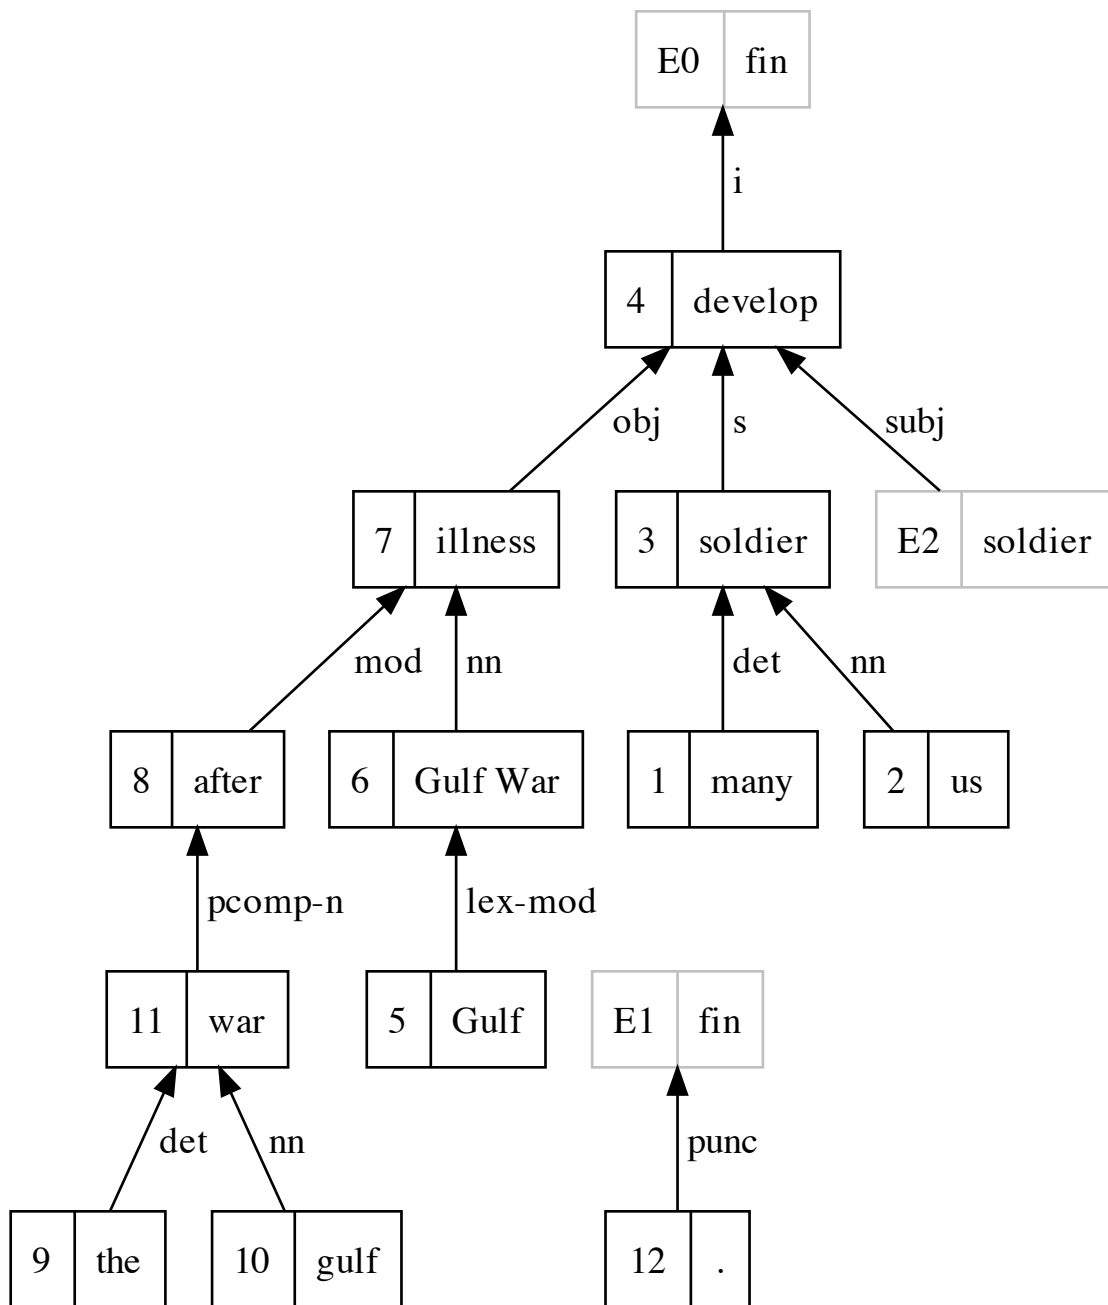 E0 fin
i
4 develop
obj s subj
7 illness 3 soldier E2 soldier
mod nn det nn
8 after 6 Gulf War 1 many 2 us
pcomp-n lex-mod
11 war 5 Gulf E1 fin
det nn punc
9 the 10 gulf 12 .